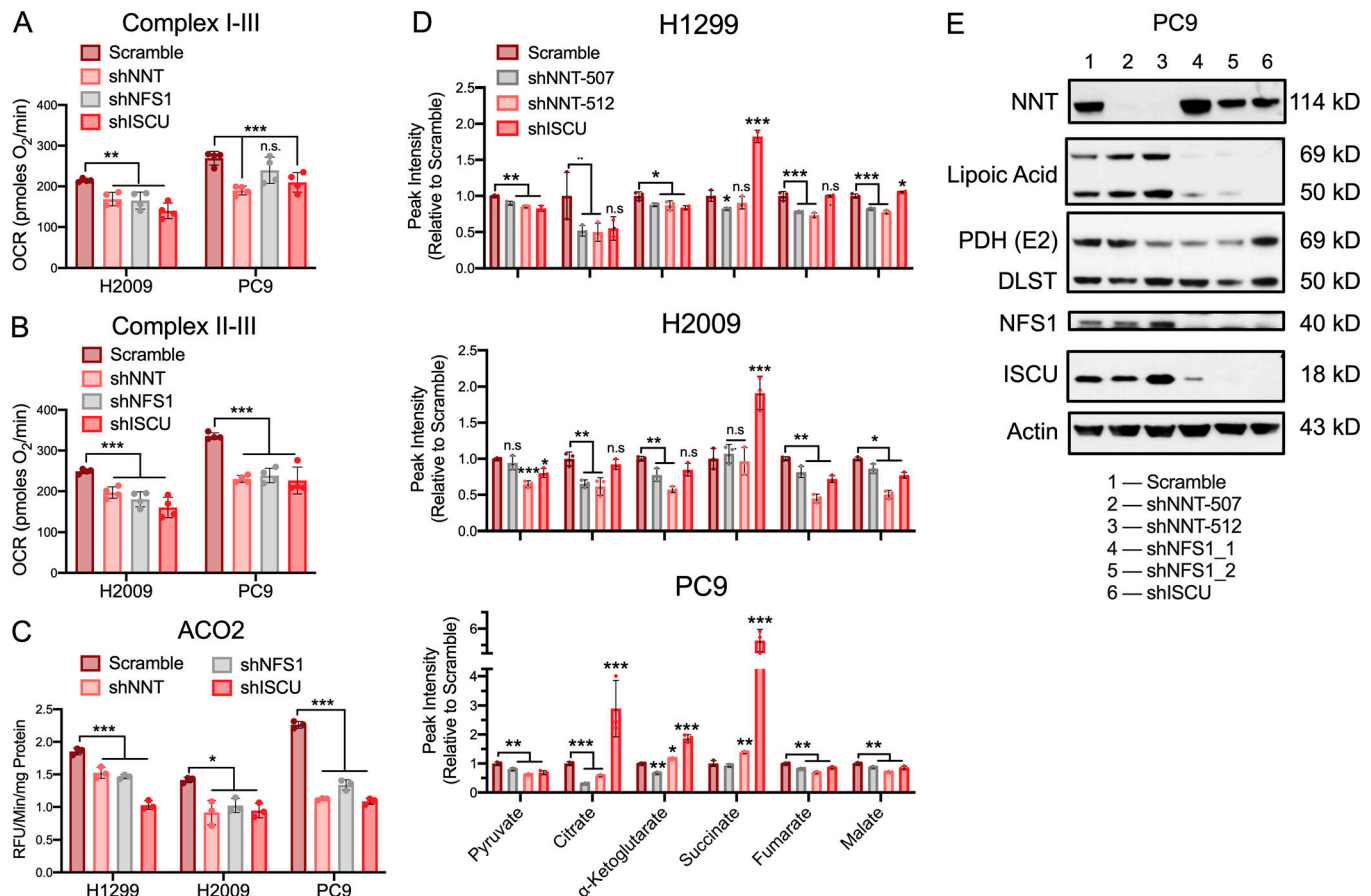 A
Complex I-III
Scramble
shNNT
shNFS1
shISCU
OCR (pmoles O2/min)
400
300
200
100
0
**
***
n.s.
H2009
PC9
B
Complex II-III
Scramble
shNNT
shNFS1
shISCU
OCR (pmoles O2/min)
400
300
200
100
0
***
***
H2009
PC9
C
ACO2
Scramble
shNNT
shNFS1
shISCU
RFU/Min/mg Protein
2.5
2.0
1.5
1.0
0.5
0.0
***
*
***
H1299
H2009
PC9
D
H1299
Scramble
shNNT-507
shNNT-512
shISCU
Peak Intensity
(Relative to Scramble)
2.5
2.0
1.5
1.0
0.5
0.0
**
n.s
*
*
n.s
***
***
n.s
***
*
H2009
Peak Intensity
(Relative to Scramble)
2.5
2.0
1.5
1.0
0.5
0.0
n.s
***
*
**
n.s
**
n.s
n.s
***
**
*
PC9
Peak Intensity
(Relative to Scramble)
6
4
3
2
1
0
**
***
***
**
*
***
**
***
**
**
Pyruvate
Citrate
α-Ketoglutarate
Succinate
Fumarate
Malate
E
PC9
1 2 3 4 5 6
NNT 114 kD
Lipoic Acid 69 kD
50 kD
PDH (E2) 69 kD
DLST 50 kD
NFS1 40 kD
ISCU 18 kD
Actin 43 kD
1 — Scramble
2 — shNNT-507
3 — shNNT-512
4 — shNFS1_1
5 — shNFS1_2
6 — shISCU